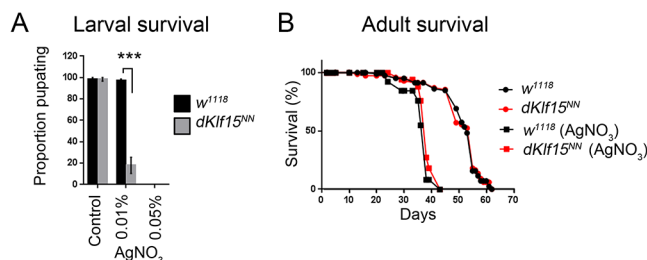 A Larval survival
Proportion pupating
120
100
80
60
40
20
0
***
w1118
dKlf15NN
Control
0.01%
0.05%
AgNO3
B Adult survival
Survival (%)
100
50
0
0 10 20 30 40 50 60 70
Days
w1118
dKlf15NN
w1118 (AgNO3)
dKlf15NN (AgNO3)